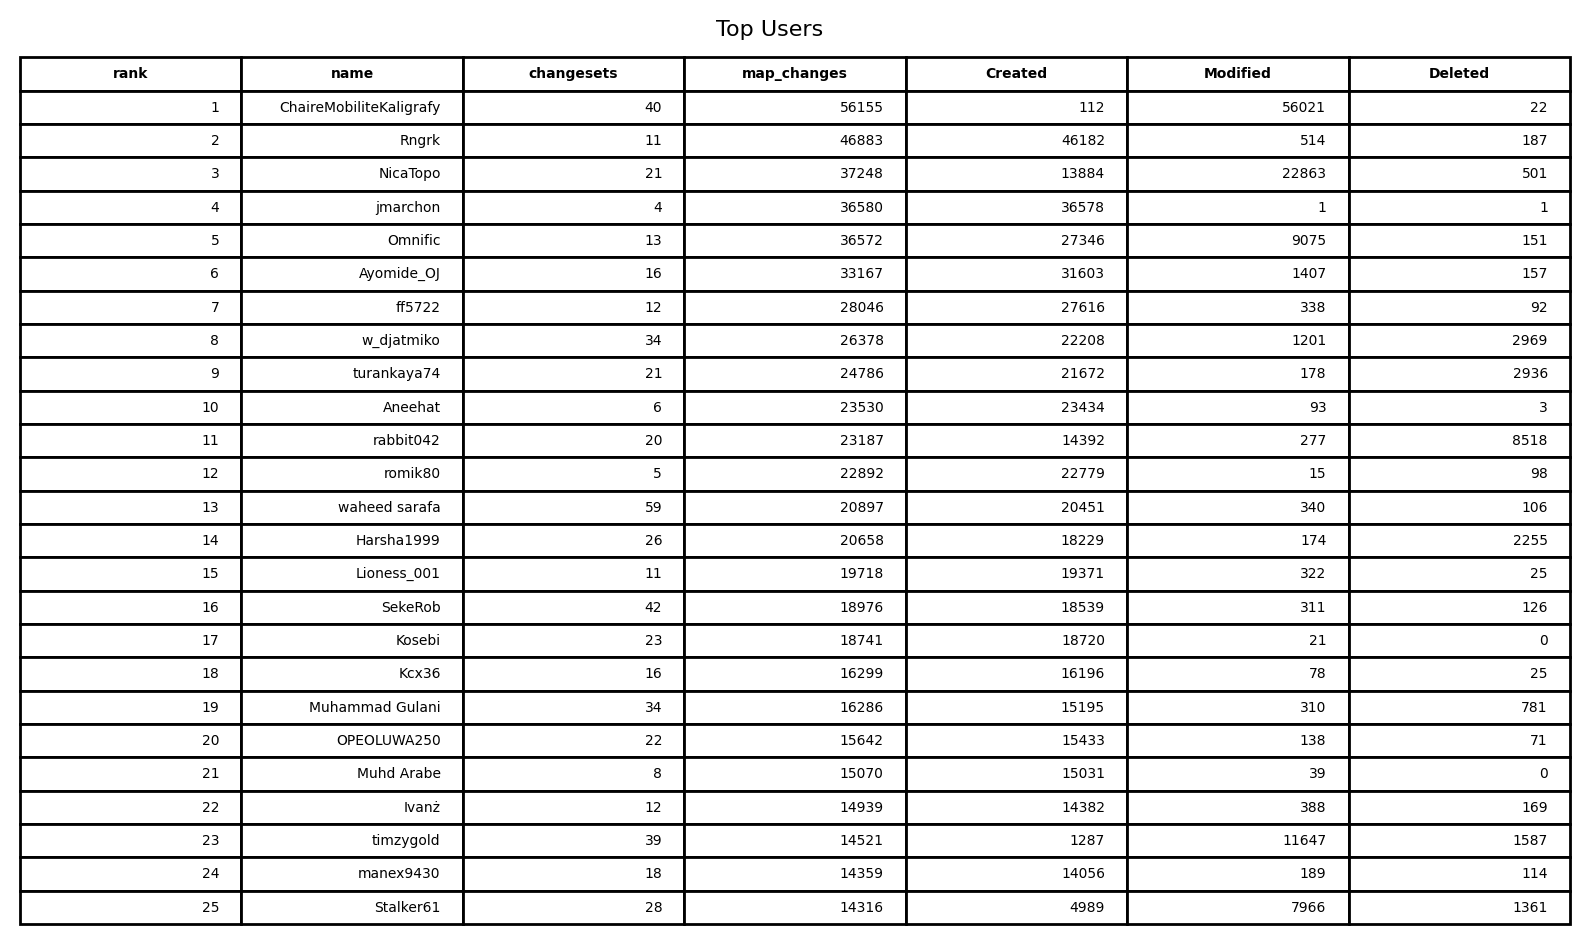 Top Users
rank name changesets map_changes Created Modified Deleted
1 ChaireMobiliteKaligrafy 40 56155 112 56021 22
2 Rngrk 11 46883 46182 514 187
3 NicaTopo 21 37248 13884 22863 501
4 jmarchon 4 36580 36578 1 1
5 Omnific 13 36572 27346 9075 151
6 Ayomide_OJ 16 33167 31603 1407 157
7 ff5722 12 28046 27616 338 92
8 w_djatmiko 34 26378 22208 1201 2969
9 turankaya74 21 24786 21672 178 2936
10 Aneehat 6 23530 23434 93 3
11 rabbit042 20 23187 14392 277 8518
12 romik80 5 22892 22779 15 98
13 waheed sarafa 59 20897 20451 340 106
14 Harsha1999 26 20658 18229 174 2255
15 Lioness_001 11 19718 19371 322 25
16 SekeRob 42 18976 18539 311 126
17 Kosebi 23 18741 18720 21 0
18 Kcx36 16 16299 16196 78 25
19 Muhammad Gulani 34 16286 15195 310 781
20 OPEOLUWA250 22 15642 15433 138 71
21 Muhd Arabe 8 15070 15031 39 0
22 Ivanż 12 14939 14382 388 169
23 timzygold 39 14521 1287 11647 1587
24 manex9430 18 14359 14056 189 114
25 Stalker61 28 14316 4989 7966 1361